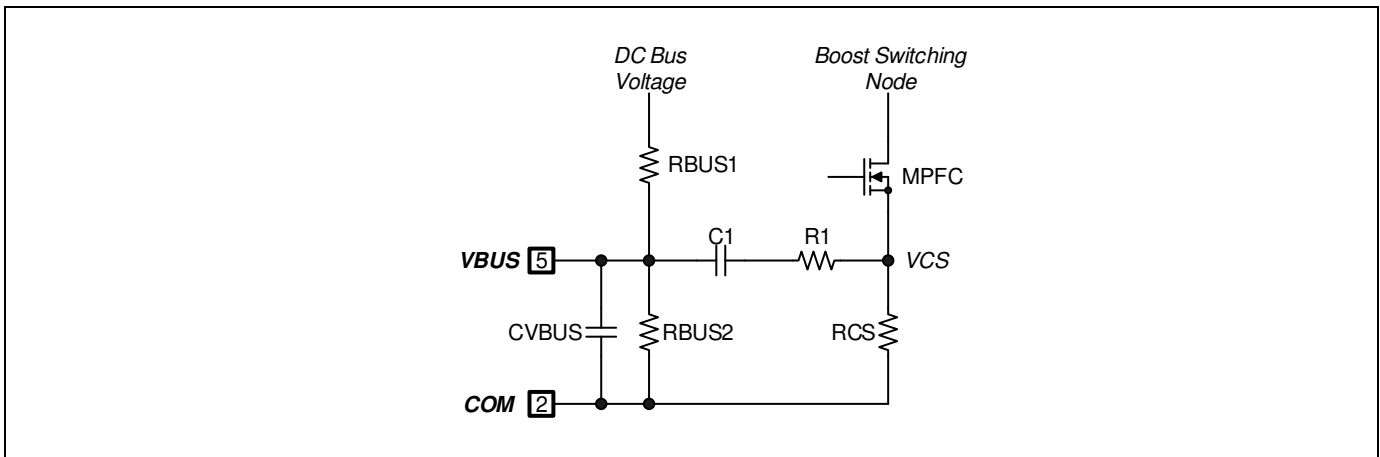 DC Bus
Voltage
Boost Switching
Node
RBUS1
MPFC
C1
R1
VBUS 5
VCS
CVBUS
RBUS2
RCS
COM 2